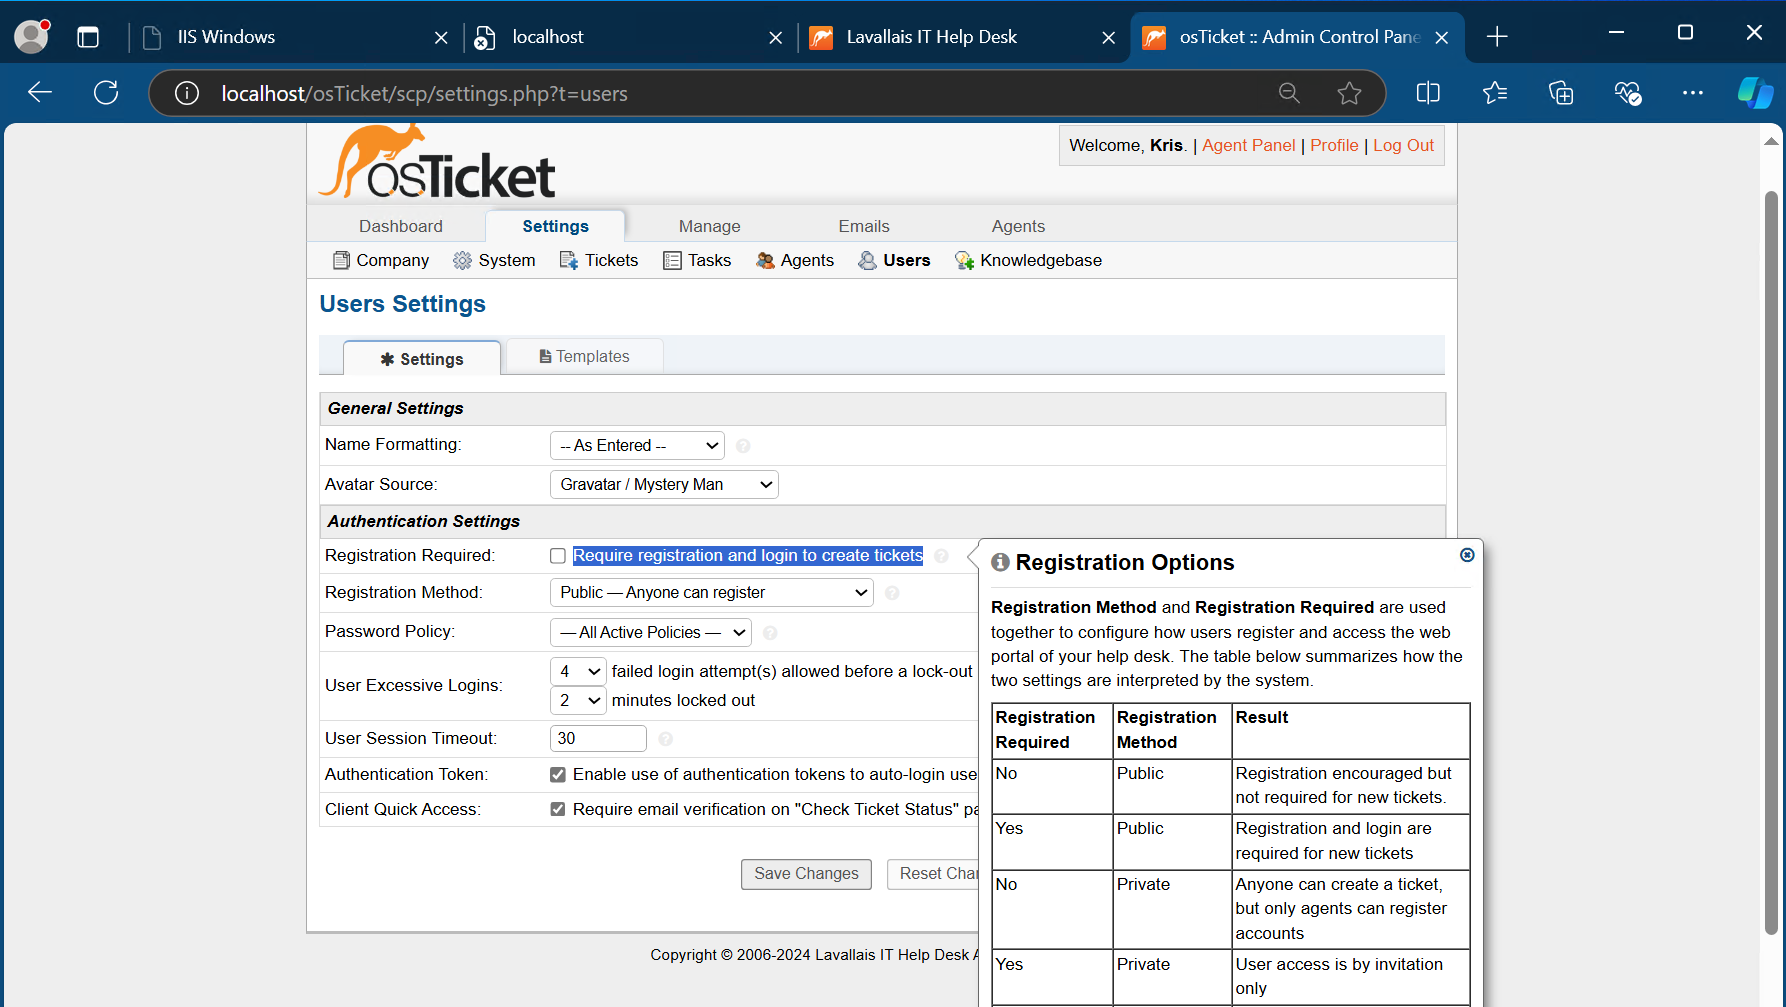 IIS Windows
localhost
Lavallais IT Help Desk
osTicket :: Admin Control Pane
localhost/osTicket/scp/settings.php?t=users
osTicket
Welcome, Kris. | Agent Panel | Profile | Log Out
Dashboard Settings Manage Emails Agents
Company System Tickets Tasks Agents Users Knowledgebase
Users Settings
Settings Templates
General Settings
Name Formatting: -- As Entered --
Avatar Source: Gravatar / Mystery Man
Authentication Settings
Registration Required: Require registration and login to create tickets
Registration Method: Public — Anyone can register
Password Policy: — All Active Policies —
User Excessive Logins: 4 failed login attempt(s) allowed before a lock-out
2 minutes locked out
User Session Timeout: 30
Authentication Token: Enable use of authentication tokens to auto-login use
Client Quick Access: Require email verification on "Check Ticket Status" pa
Save Changes Reset Char
Copyright © 2006-2024 Lavallais IT Help Desk A
Registration Options
Registration Method and Registration Required are used
together to configure how users register and access the web
portal of your help desk. The table below summarizes how the
two settings are interpreted by the system.
Registration Required Registration Method Result
No Public Registration encouraged but
not required for new tickets.
Yes Public Registration and login are
required for new tickets
No Private Anyone can create a ticket,
but only agents can register
accounts
Yes Private User access is by invitation
only